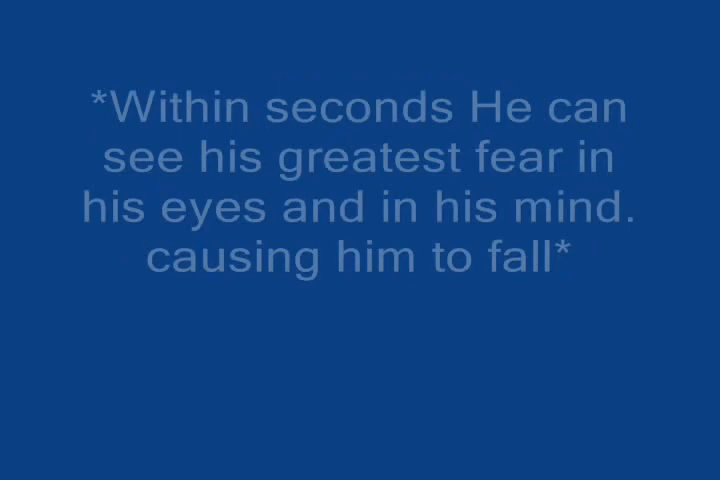 *Within seconds He can
see his greatest fear in
his eyes and in his mind.
causing him to fall*